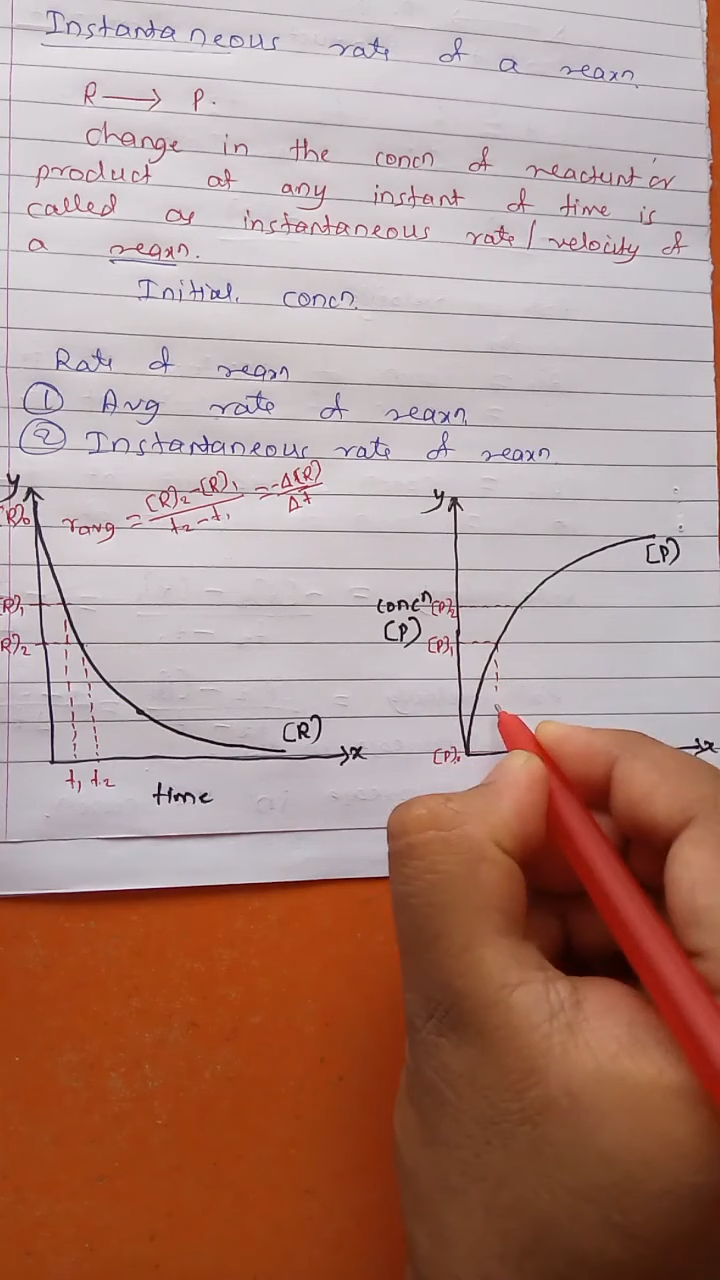 Instantaneous rate of a reaxn.
R ⟶ P.
Change in the concn of reactant or
product at any instant of time is
called as instantaneous rate / velocity of
a reaxn.
Initial. concn.
Rate of reaxn
① Avg rate of reaxn
② Instantaneous rate of reaxn
y
[R]₀
r avg = [R]₂-[R]₁ / t₂-t₁ = -Δ[R] / Δt
[R]₁
[R]₂
[R]
x
t₁ t₂
time
y
[P]
concⁿ [P]₂
[P]
[P]₁
[P]₀
x